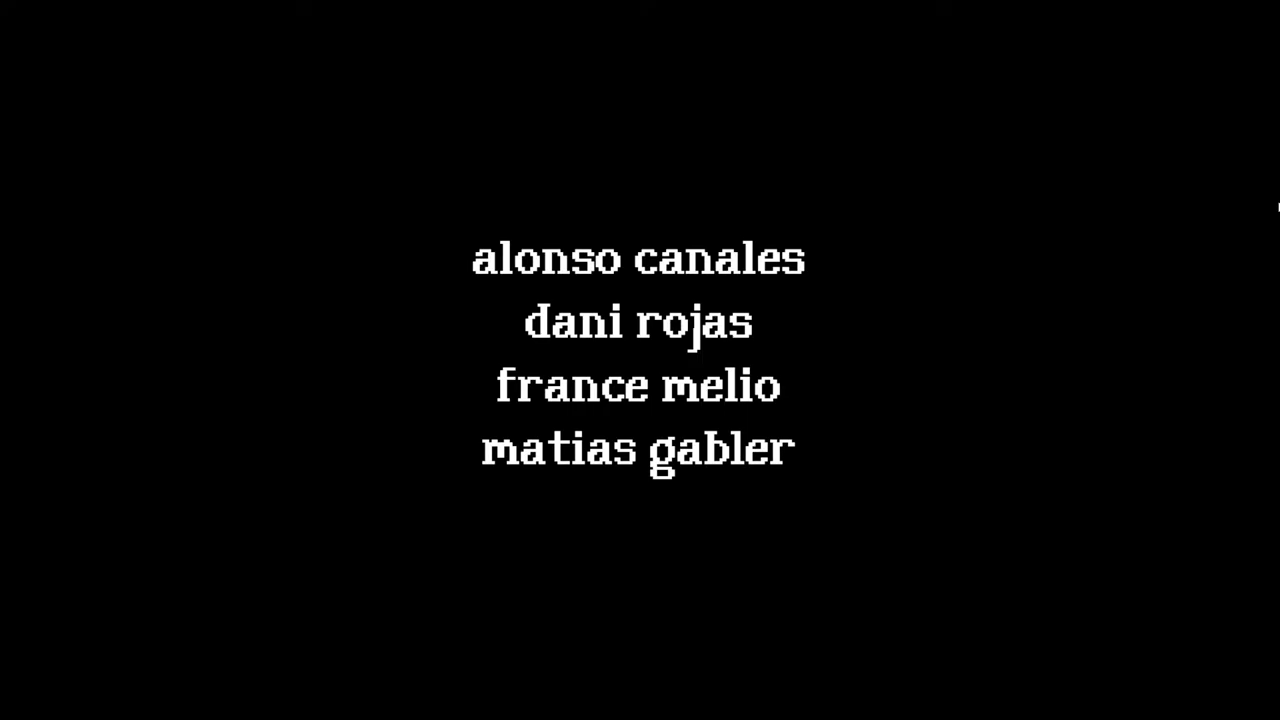 alonso canales
dani rojas
france melio
matias gabler